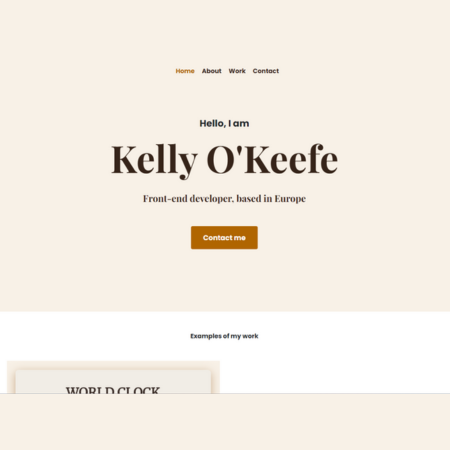 Home About Work Contact
Hello, I am
Kelly O'Keefe
Front-end developer, based in Europe
Contact me
Examples of my work
WORLD CLOCK